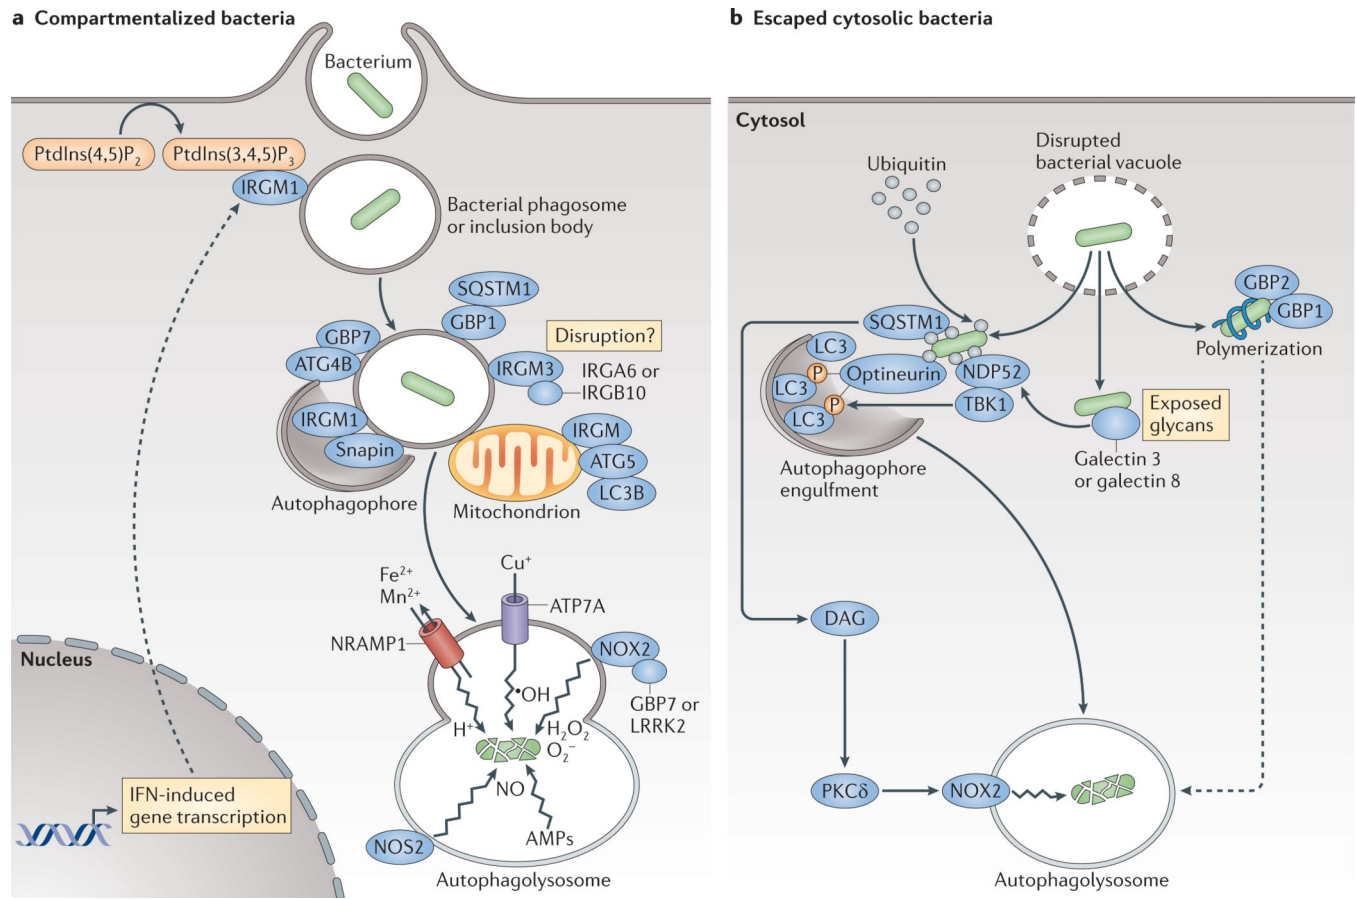 a Compartmentalized bacteria
Bacterium
PtdIns(4,5)P₂
PtdIns(3,4,5)P₃
IRGM1
Bacterial phagosome
or inclusion body
SQSTM1
GBP1
GBP7
ATG4B
Disruption?
IRGM3
IRGA6 or
IRGB10
IRGM1
Snapin
IRGM
ATG5
LC3B
Autophagophore
Mitochondrion
Cu⁺
Fe²⁺
Mn²⁺
ATP7A
NRAMP1
NOX2
•OH
GBP7 or
LRRK2
H⁺
H₂O₂
O₂⁻
NO
AMPs
NOS2
Autophagolysosome
Nucleus
IFN-induced
gene transcription
b Escaped cytosolic bacteria
Cytosol
Ubiquitin
Disrupted
bacterial vacuole
GBP2
GBP1
Polymerization
SQSTM1
LC3
P
Optineurin
NDP52
LC3
P
TBK1
LC3
Exposed
glycans
Galectin 3
or galectin 8
Autophagophore
engulfment
DAG
PKCδ
NOX2
Autophagolysosome